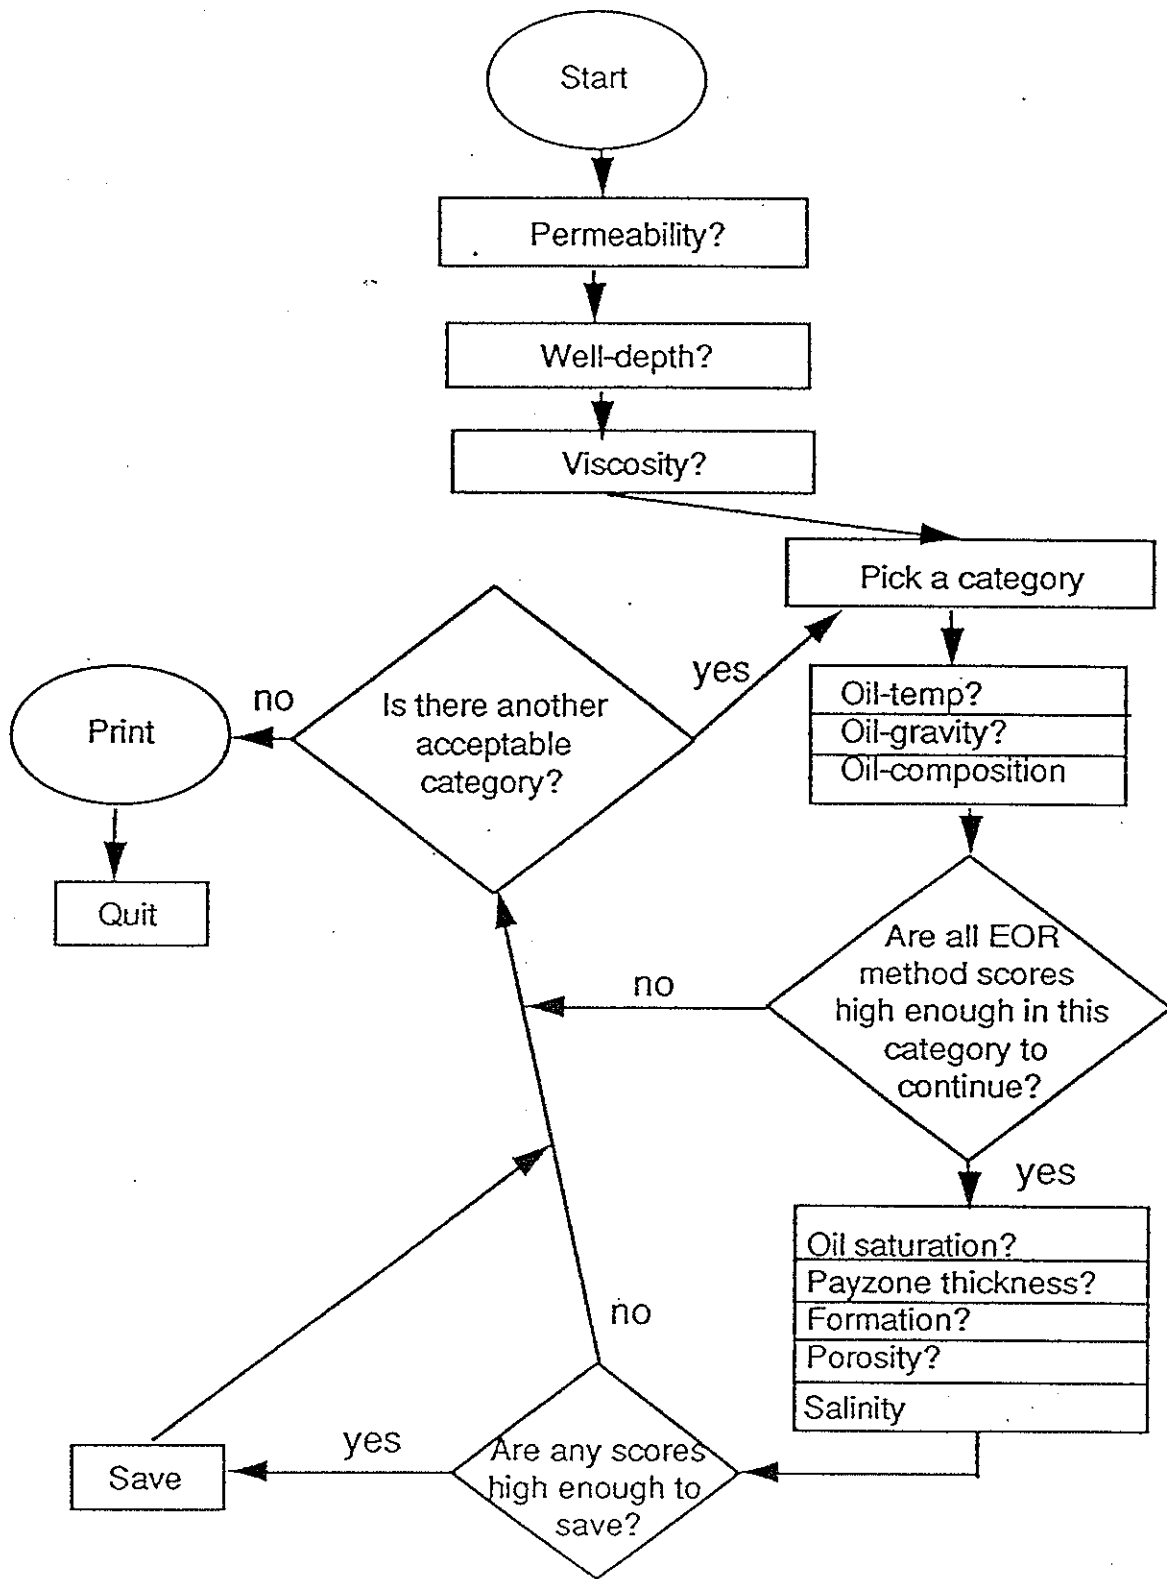 Start
Permeability?
Well-depth?
Viscosity?
Pick a category
yes
no
Is there another
acceptable
category?
Print
Oil-temp?
Oil-gravity?
Oil-composition
Quit
Are all EOR
method scores
high enough in this
category to
continue?
no
yes
Oil saturation?
Payzone thickness?
Formation?
Porosity?
Salinity
no
yes
Are any scores
high enough to
save?
Save